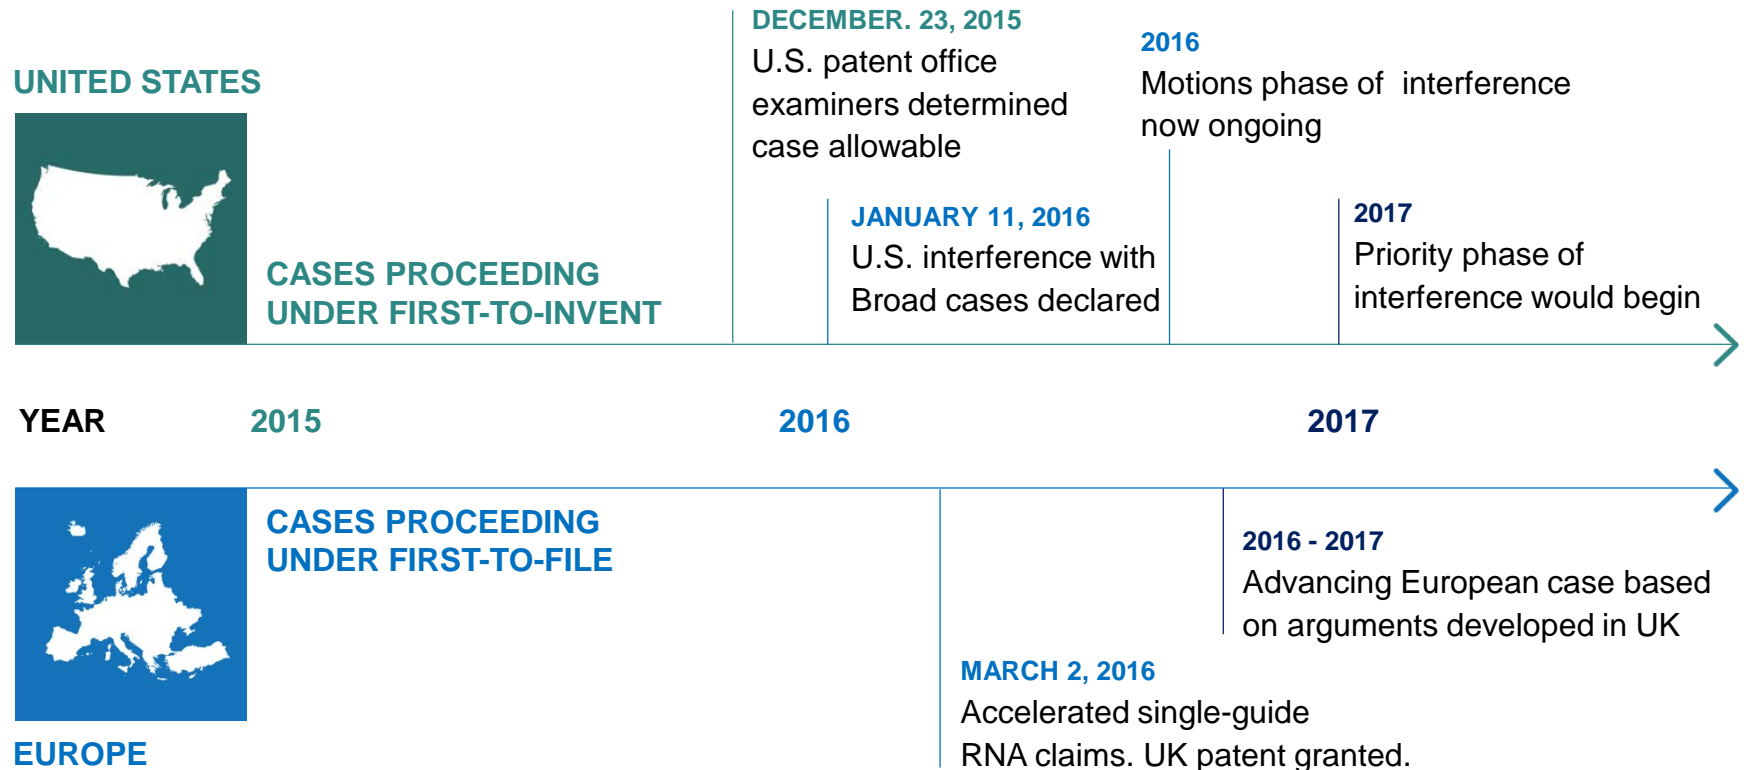 DECEMBER. 23, 2015
U.S. patent office
examiners determined
case allowable
2016
Motions phase of interference
now ongoing
UNITED STATES
JANUARY 11, 2016
U.S. interference with
Broad cases declared
2017
Priority phase of
interference would begin
CASES PROCEEDING
UNDER FIRST-TO-INVENT
YEAR 2015 2016 2017
CASES PROCEEDING
UNDER FIRST-TO-FILE
2016 - 2017
Advancing European case based
on arguments developed in UK
MARCH 2, 2016
Accelerated single-guide
RNA claims. UK patent granted.
EUROPE